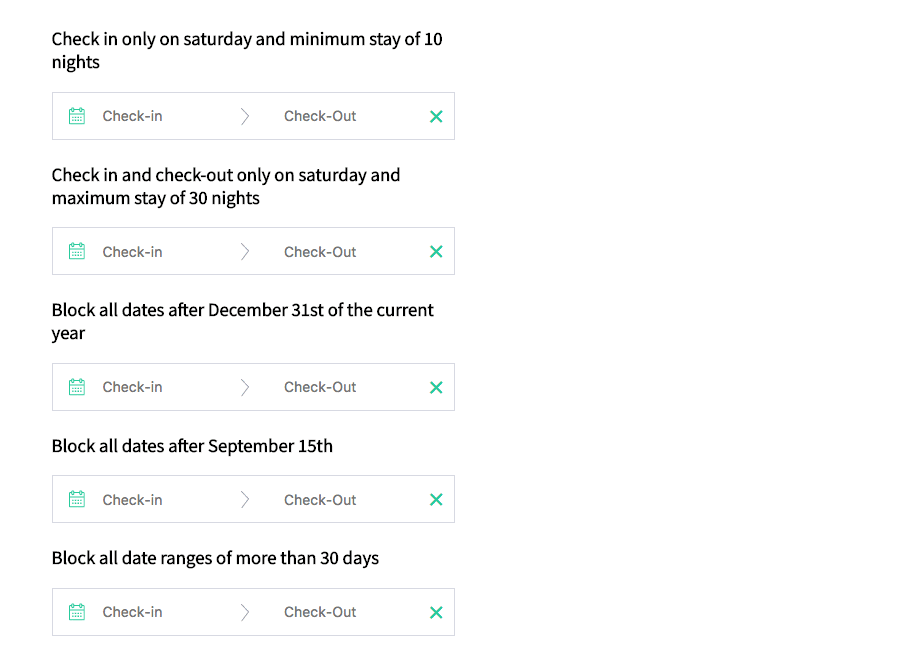 Check in only on saturday and minimum stay of 10
nights
Check-in Check-Out
Check in and check-out only on saturday and
maximum stay of 30 nights
Check-in Check-Out
Block all dates after December 31st of the current
year
Check-in Check-Out
Block all dates after September 15th
Check-in Check-Out
Block all date ranges of more than 30 days
Check-in Check-Out